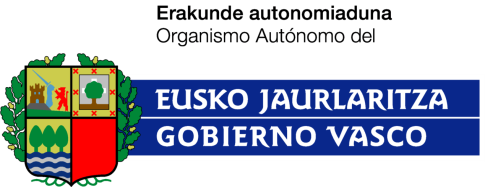 Erakunde autonomiaduna
Organismo Autónomo del
EUSKO JAURLARITZA
GOBIERNO VASCO